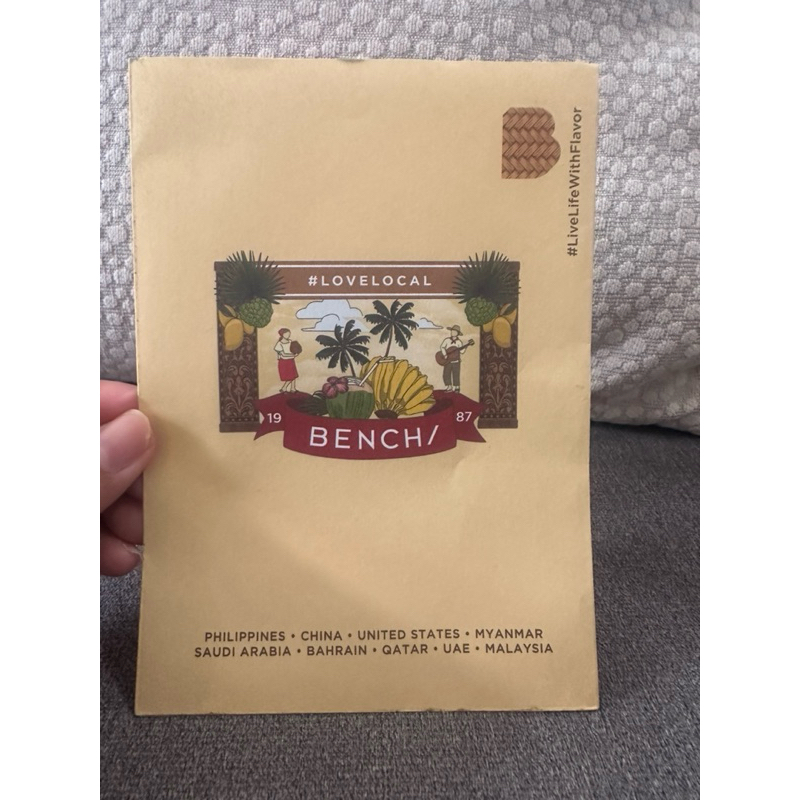 B
#LiveLifeWithFlavor
#LOVELOCAL
19 87
BENCH/
PHILIPPINES • CHINA • UNITED STATES • MYANMAR
SAUDI ARABIA • BAHRAIN • QATAR • UAE • MALAYSIA